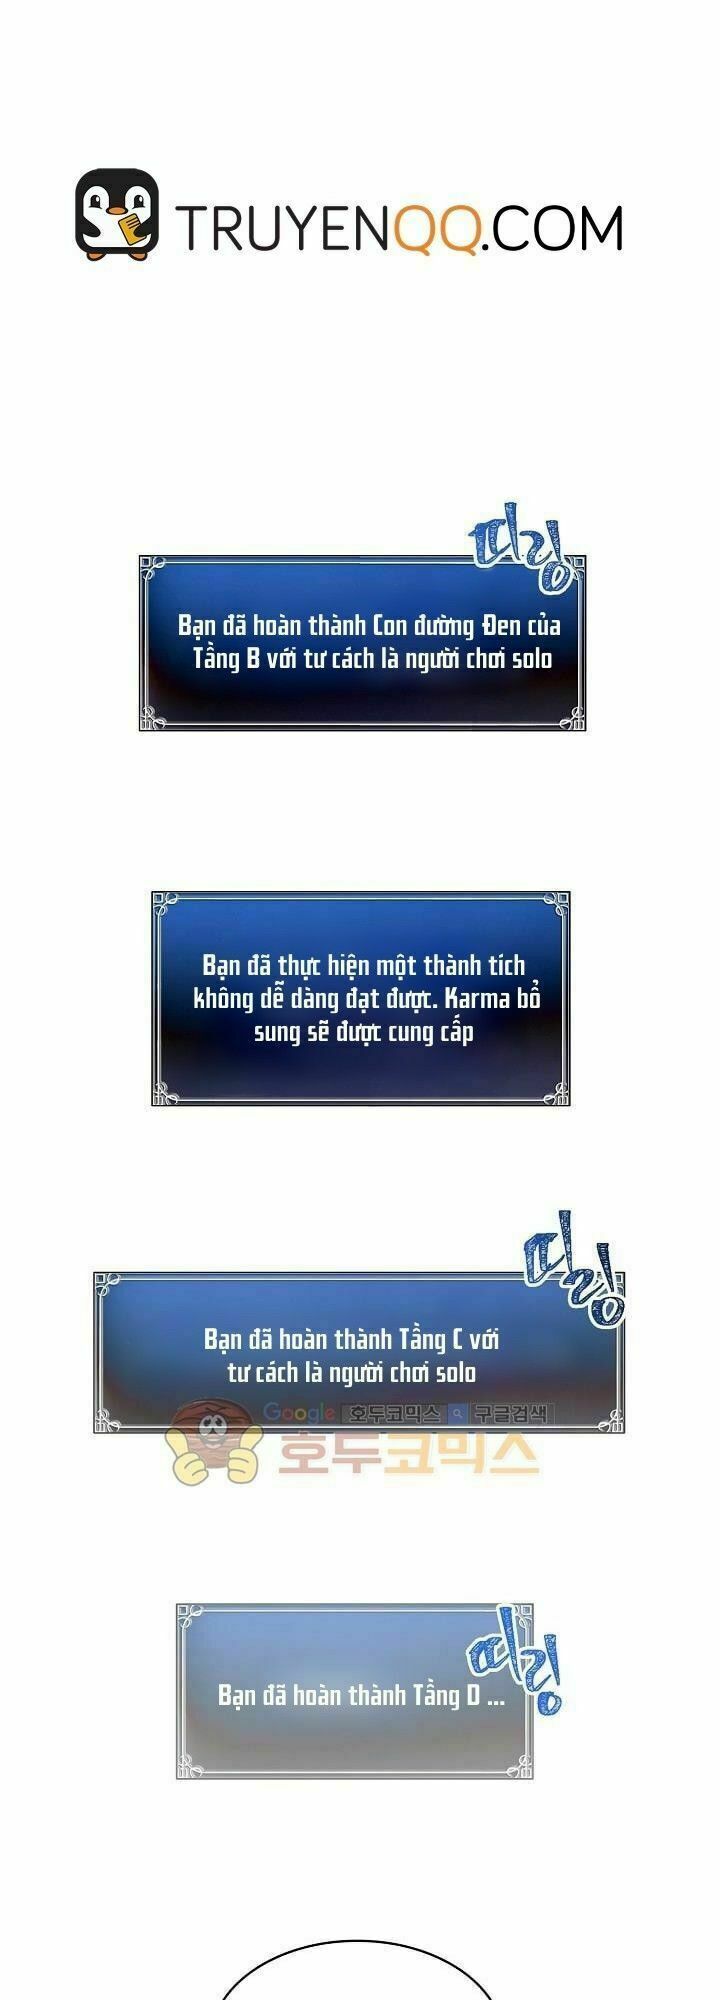 TRUYENQQ.COM
띠링
Bạn đã hoàn thành Con đường Đen của
Tầng B với tư cách là người chơi solo
Bạn đã thực hiện một thành tích
không dễ dàng đạt được. Karma bổ
sung sẽ được cung cấp
띠링
Bạn đã hoàn thành Tầng C với
tư cách là người chơi solo
Google 호두코믹스 구글검색
호두코믹스
띠링
Bạn đã hoàn thành Tầng D ...